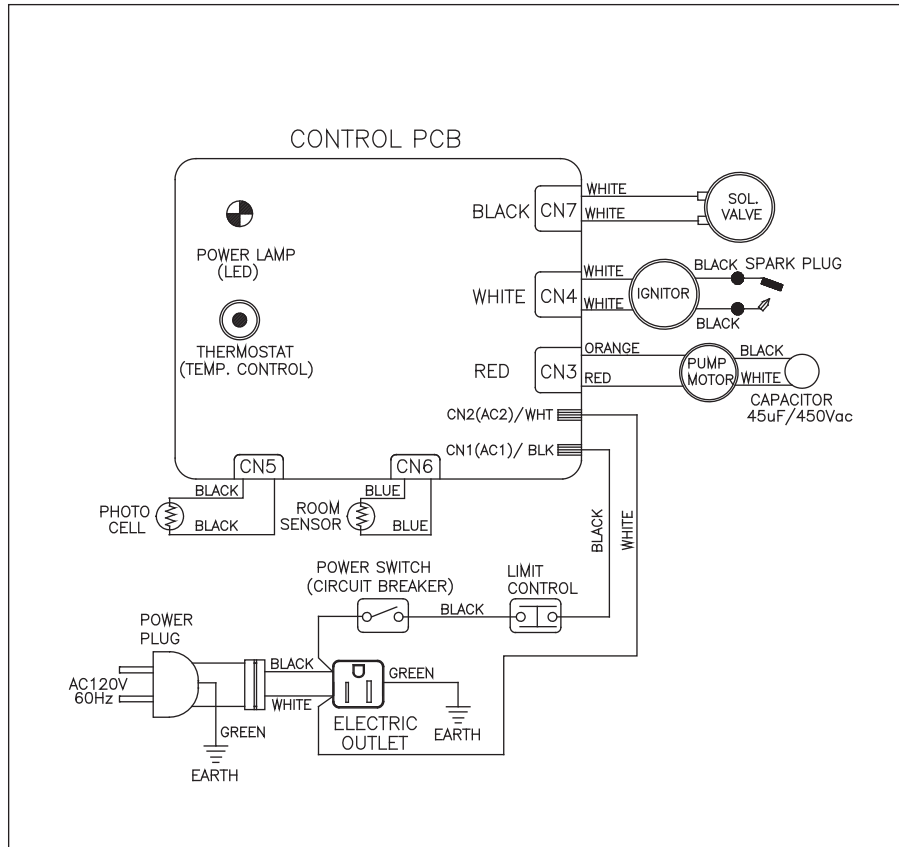 CONTROL PCB
POWER LAMP
(LED)
THERMOSTAT
(TEMP. CONTROL)
BLACK
CN7
WHITE
WHITE
SOL.
VALVE
WHITE
CN4
WHITE
WHITE
IGNITOR
BLACK
SPARK PLUG
BLACK
RED
CN3
ORANGE
RED
PUMP
MOTOR
BLACK
WHITE
CAPACITOR
45uF/450Vac
CN2(AC2)/WHT
CN1(AC1)/ BLK
CN5
CN6
BLACK
BLACK
PHOTO
CELL
BLUE
BLUE
ROOM
SENSOR
BLACK
WHITE
POWER SWITCH
(CIRCUIT BREAKER)
BLACK
LIMIT
CONTROL
POWER
PLUG
AC120V
60Hz
BLACK
WHITE
GREEN
EARTH
GREEN
EARTH
ELECTRIC
OUTLET